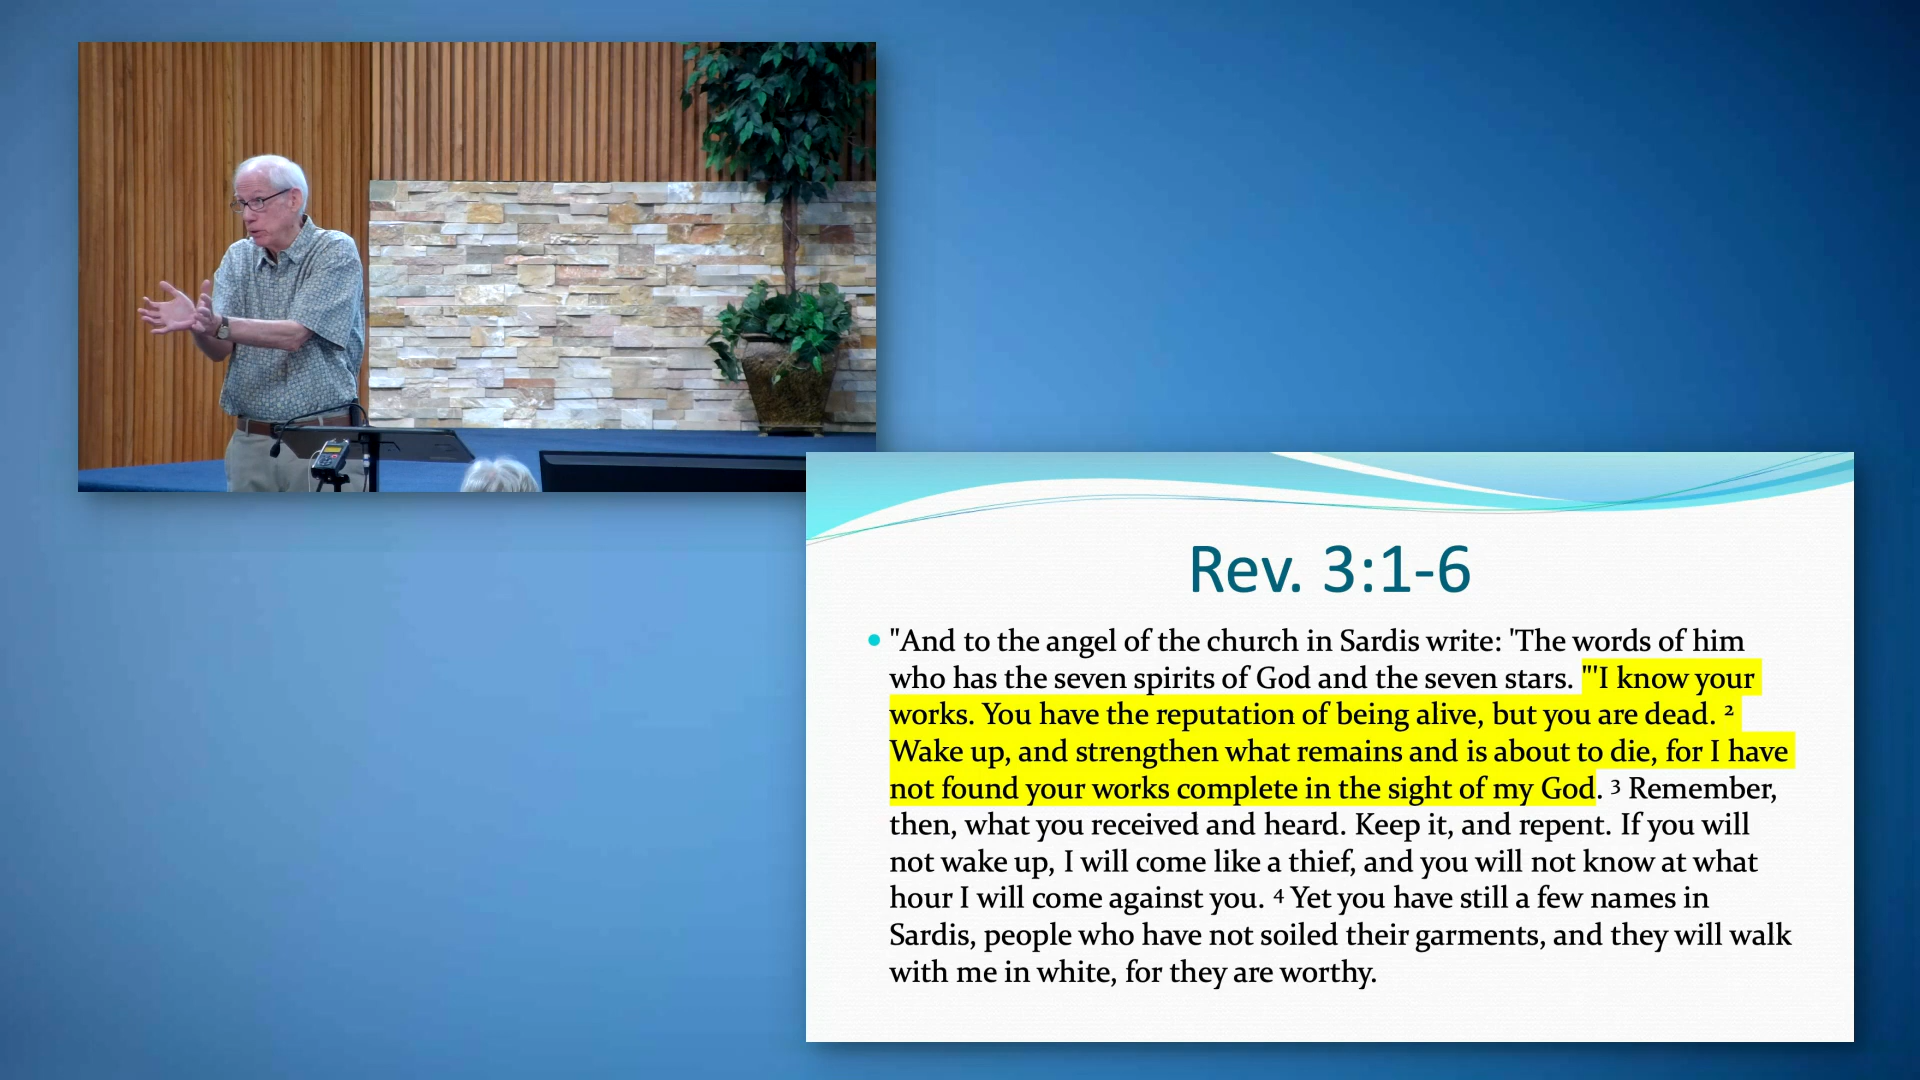 Rev. 3:1-6
• "And to the angel of the church in Sardis write: 'The words of him
who has the seven spirits of God and the seven stars. "'I know your
works. You have the reputation of being alive, but you are dead. ²
Wake up, and strengthen what remains and is about to die, for I have
not found your works complete in the sight of my God. ³ Remember,
then, what you received and heard. Keep it, and repent. If you will
not wake up, I will come like a thief, and you will not know at what
hour I will come against you. ⁴ Yet you have still a few names in
Sardis, people who have not soiled their garments, and they will walk
with me in white, for they are worthy.